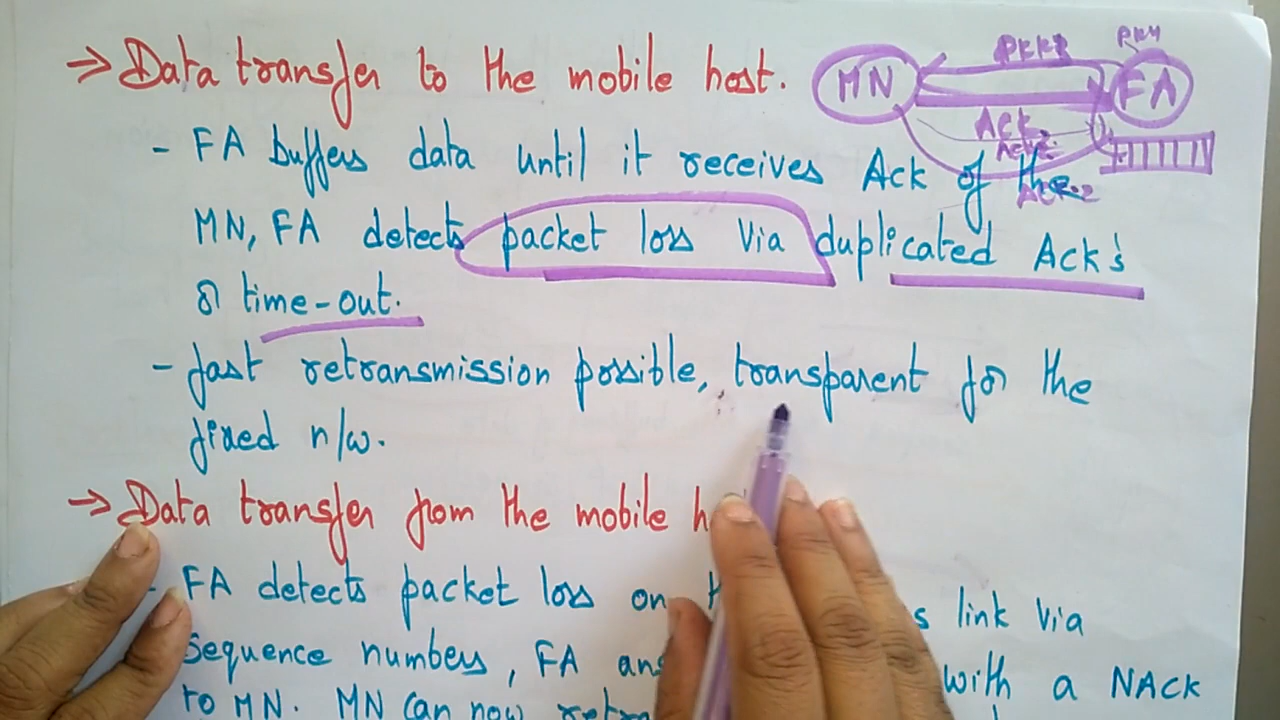 → Data transfer to the mobile host.
MN
FA
Ack
- FA buffers data until it receives Ack of the
MN, FA detects packet loss via duplicated Ack's
or time-out.
- fast retransmission possible, transparent for the
fixed n/w.
→ Data transfer from the mobile
- FA detects packet loss on link via
sequence numbers, FA with a NACK
to MN. MN can now